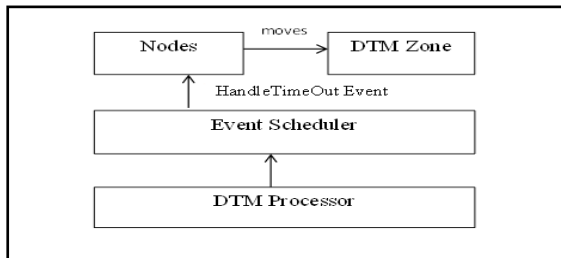 moves
Nodes
DTM Zone
HandleTimeOut Event
Event Scheduler
DTM Processor